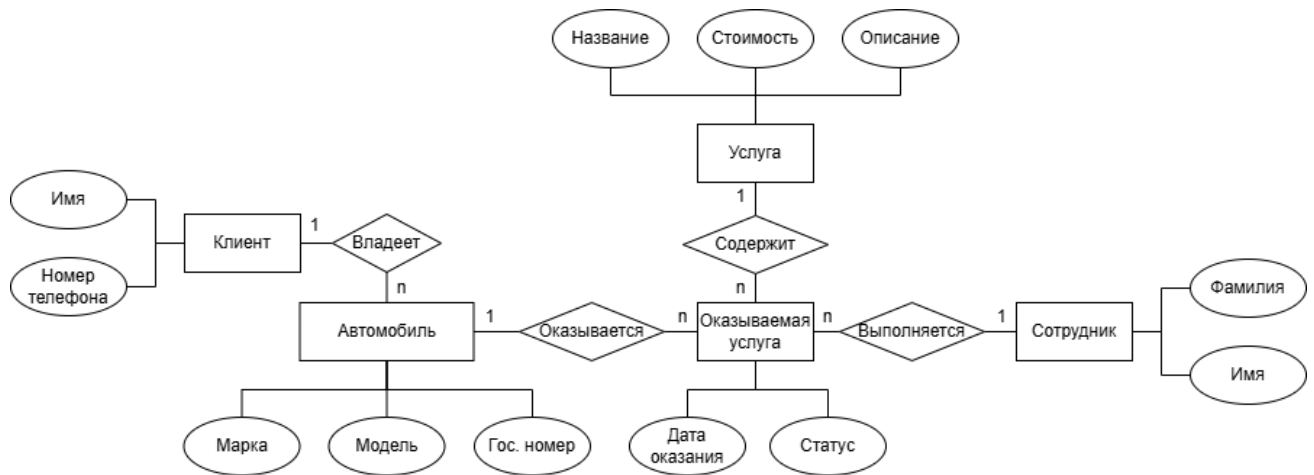 Название
Стоимость
Описание
Услуга
1
Содержит
n
Имя
Клиент
1
Владеет
n
Номер
телефона
Автомобиль
1
Оказывается
n
Оказываемая
услуга
n
Выполняется
1
Сотрудник
Фамилия
Имя
Марка
Модель
Гос. номер
Дата
оказания
Статус